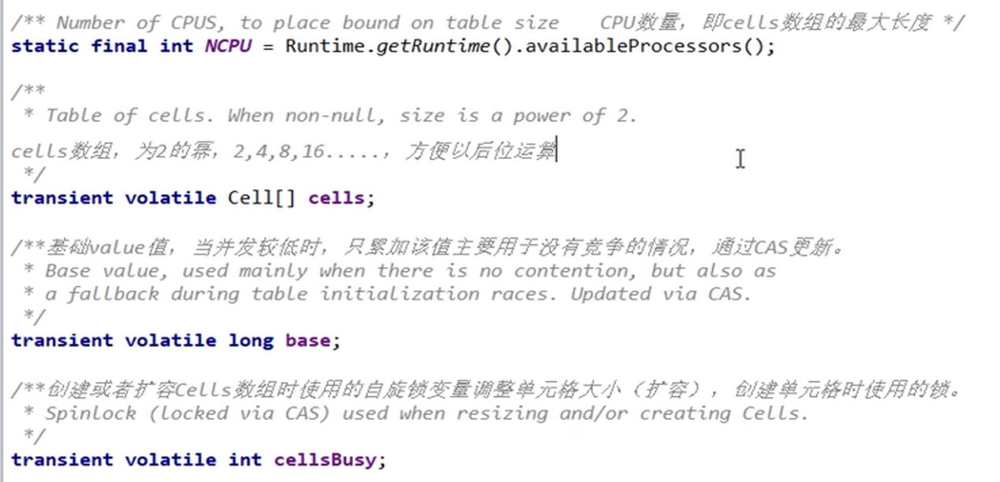 /** Number of CPUS, to place bound on table size    CPU数量，即cells数组的最大长度 */
static final int NCPU = Runtime.getRuntime().availableProcessors();
/**
 * Table of cells. When non-null, size is a power of 2.
cells数组，为2的幂，2,4,8,16.....，方便以后位运算
 */
transient volatile Cell[] cells;
/**基础value值，当并发较低时，只累加该值主要用于没有竞争的情况，通过CAS更新。
 * Base value, used mainly when there is no contention, but also as
 * a fallback during table initialization races. Updated via CAS.
 */
transient volatile long base;
/**创建或者扩容Cells数组时使用的自旋锁变量调整单元格大小（扩容），创建单元格时使用的锁。
 * Spinlock (locked via CAS) used when resizing and/or creating Cells.
 */
transient volatile int cellsBusy;